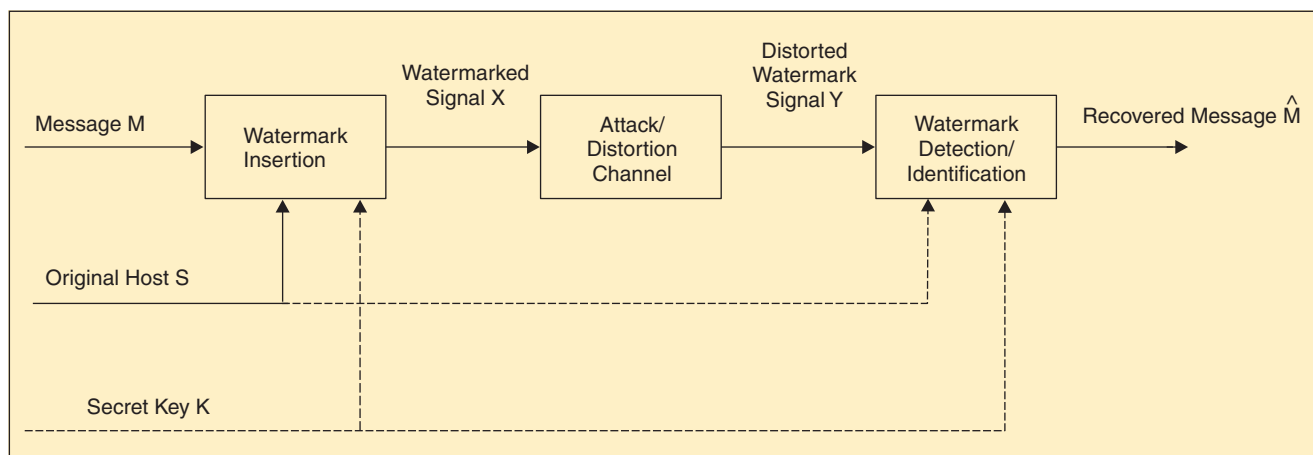 Message M
Watermark
Insertion
Watermarked
Signal X
Attack/
Distortion
Channel
Distorted
Watermark
Signal Y
Watermark
Detection/
Identification
Recovered Message M̂
Original Host S
Secret Key K